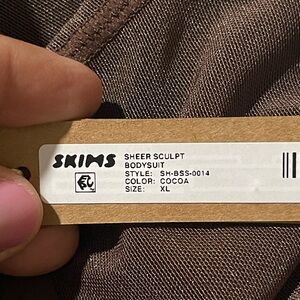 SKIMS
SHEER SCULPT
BODYSUIT
STYLE: SH-BSS-0014
COLOR: COCOA
SIZE: XL